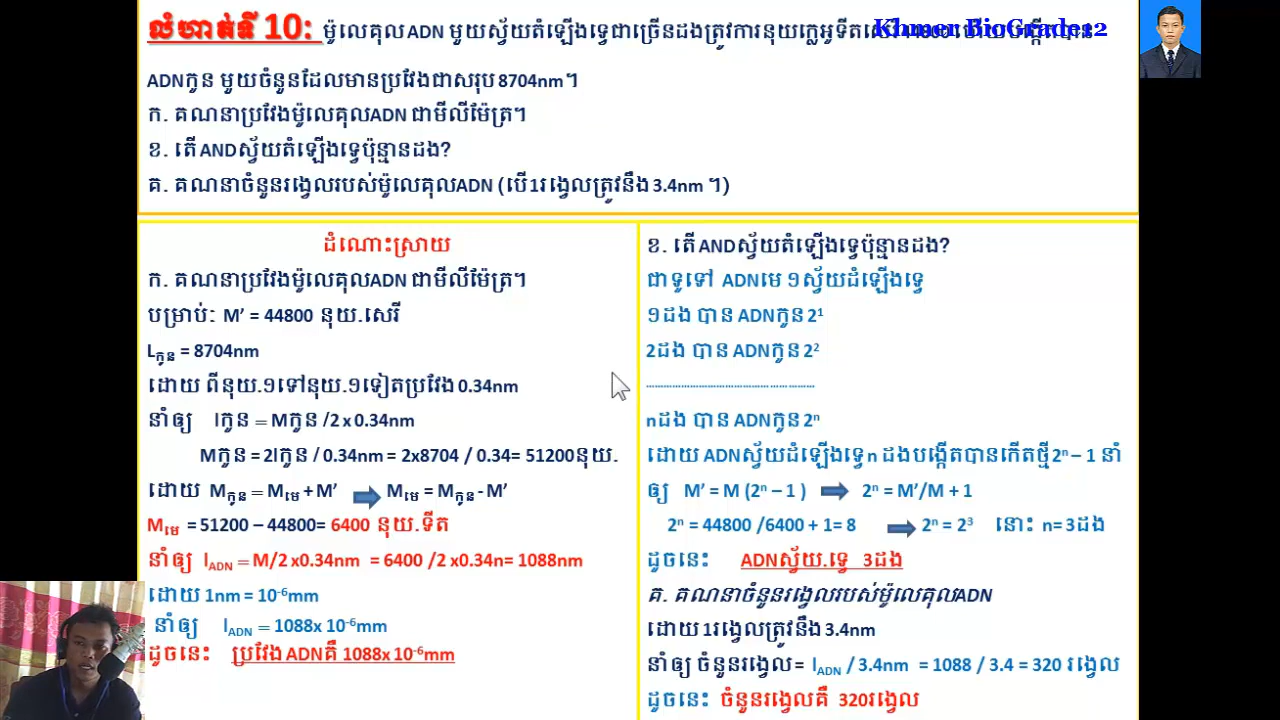 លំហាត់ទី 10: ម៉ូលេគុលADN មួយស្វ័យតំឡើងទ្វេជាច្រើនដងត្រូវការនុយក្លេអូទីត
Khmer BioGrade12
ADNកូន មួយចំនួនដែលមានប្រវែងជាសរុប8704nm។
ក. គណនាប្រវែងម៉ូលេគុលADN ជាមីលីម៉ែត្រ។
ខ. តើANDស្វ័យតំឡើងទ្វេប៉ុន្មានដង?
គ. គណនាចំនួនរង្វេលរបស់ម៉ូលេគុលADN (បើ1រង្វេលត្រូវនឹង 3.4nm ។)
ដំណោះស្រាយ
ក. គណនាប្រវែងម៉ូលេគុលADN ជាមីលីម៉ែត្រ។
បម្រាប់: M’ = 44800 នុយ.សេរី
Lកូន = 8704nm
ដោយ ពីនុយ.១ទៅនុយ.១ទៀតប្រវែង 0.34nm
នាំឲ្យ lកូន = Mកូន /2 x 0.34nm
Mកូន = 2lកូន / 0.34nm = 2x8704 / 0.34= 51200នុយ.
ដោយ Mកូន = Mមេ + M’ Mមេ = Mកូន - M’
Mមេ = 51200 – 44800= 6400 នុយ.ទីត
នាំឲ្យ lADN = M/2 x0.34nm = 6400 /2 x0.34n= 1088nm
ដោយ 1nm = 10-6mm
នាំឲ្យ lADN = 1088x 10-6mm
ដូចនេះ ប្រវែង ADNគឺ 1088x 10-6mm
ខ. តើ ANDស្វ័យតំឡើងទ្វេប៉ុន្មានដង?
ជាទូទៅ ADNមេ ១ស្វ័យដំឡើងទ្វេ
១ដង បាន ADNកូន 2¹
2ដង បាន ADNកូន 2²
nដង បាន ADNកូន 2ⁿ
ដោយ ADNស្វ័យដំឡើងទ្វេn ដងបង្កើតបានកើតថ្មី2ⁿ – 1 នាំ
ឲ្យ M’ = M (2ⁿ – 1 ) 2ⁿ = M’/M + 1
2ⁿ = 44800 /6400 + 1= 8 2ⁿ = 2³ នោះ n= 3ដង
ដូចនេះ ADNស្វ័យ.ទ្វេ 3ដង
គ. គណនាចំនួនរង្វេលរបស់ម៉ូលេគុលADN
ដោយ 1រង្វេលត្រូវនឹង 3.4nm
នាំឲ្យ ចំនួនរង្វេល= lADN / 3.4nm = 1088 / 3.4 = 320 រង្វេល
ដូចនេះ ចំនួនរង្វេលគឺ 320រង្វេល